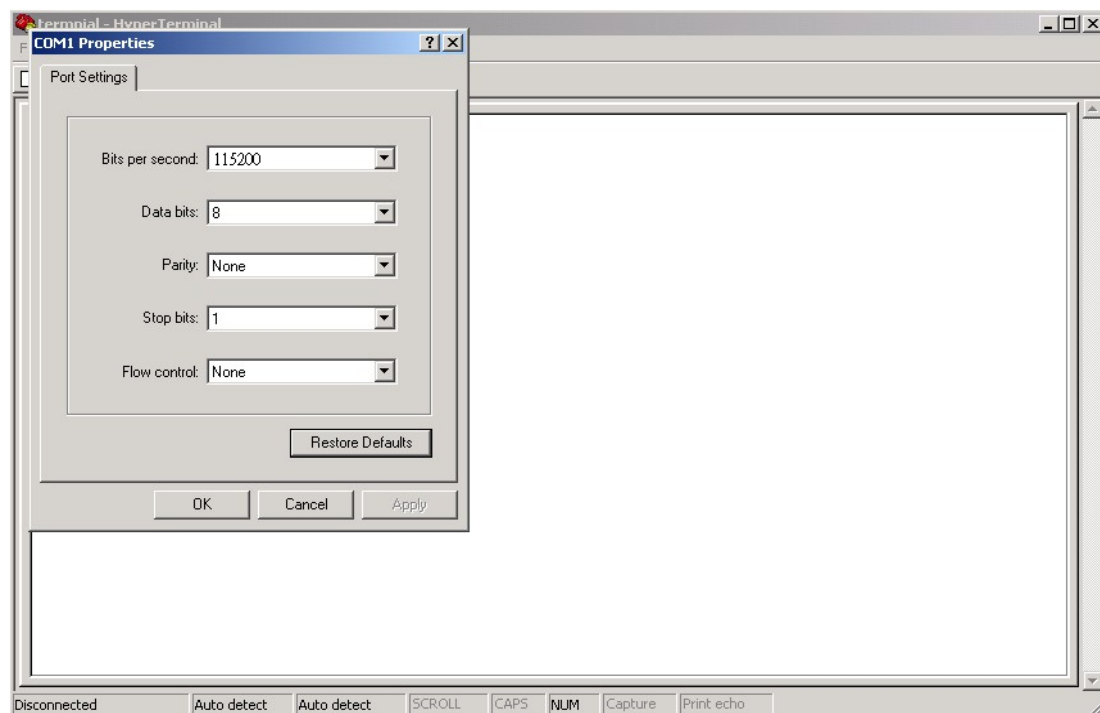 termnial - HyperTerminal
COM1 Properties
F
Port Settings
Bits per second: 115200
Data bits: 8
Parity: None
Stop bits: 1
Flow control: None
Restore Defaults
OK Cancel Apply
Disconnected Auto detect Auto detect SCROLL CAPS NUM Capture Print echo